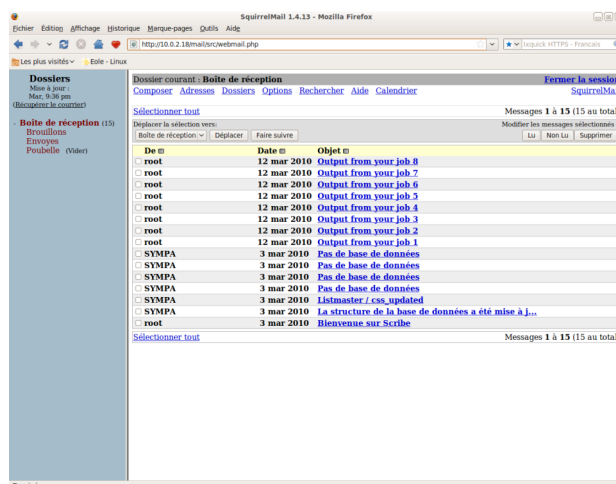 SquirrelMail 1.4.13 - Mozilla Firefox
Fichier Édition Affichage Historique Marque-pages Outils Aide
http://10.0.2.18/mail/src/webmail.php Ixquick HTTPS - Francais
Les plus visités Eole - Linux
Dossiers
Mise à jour :
Mar, 9:36 pm
(Récupérer le courrier)
- Boîte de réception (15)
Brouillons
Envoyes
Poubelle (Vider)
Dossier courant : Boîte de réception Fermer la session
Composer Adresses Dossiers Options Rechercher Aide Calendrier SquirrelMa
Sélectionner tout Messages 1 à 15 (15 au total
Déplacer la sélection vers: Modifier les messages sélectionnés
Boîte de réception Déplacer Faire suivre Lu Non Lu Supprimer
De Date Objet
root 12 mar 2010 Output from your job 8
root 12 mar 2010 Output from your job 7
root 12 mar 2010 Output from your job 6
root 12 mar 2010 Output from your job 5
root 12 mar 2010 Output from your job 4
root 12 mar 2010 Output from your job 3
root 12 mar 2010 Output from your job 2
root 12 mar 2010 Output from your job 1
SYMPA 3 mar 2010 Pas de base de données
SYMPA 3 mar 2010 Pas de base de données
SYMPA 3 mar 2010 Pas de base de données
SYMPA 3 mar 2010 Pas de base de données
SYMPA 3 mar 2010 Listmaster / css_updated
SYMPA 3 mar 2010 La structure de la base de données a été mise à j...
root 3 mar 2010 Bienvenue sur Scribe
Sélectionner tout Messages 1 à 15 (15 au total